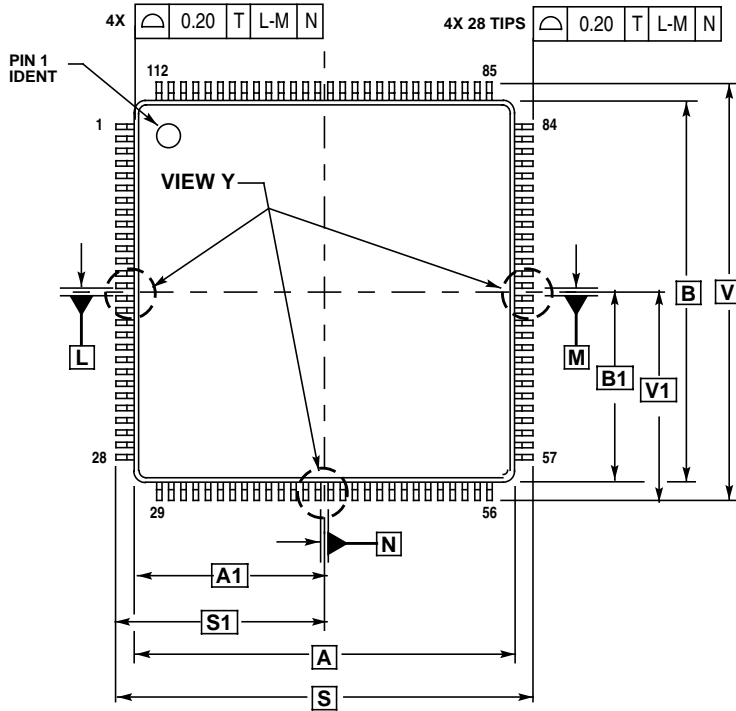 4X ⌓ 0.20 T L-M N
4X 28 TIPS ⌓ 0.20 T L-M N
PIN 1
IDENT
112 85
1 84
VIEW Y
B V
L M
B1 V1
28 57
29 56
N
A1
S1
A
S